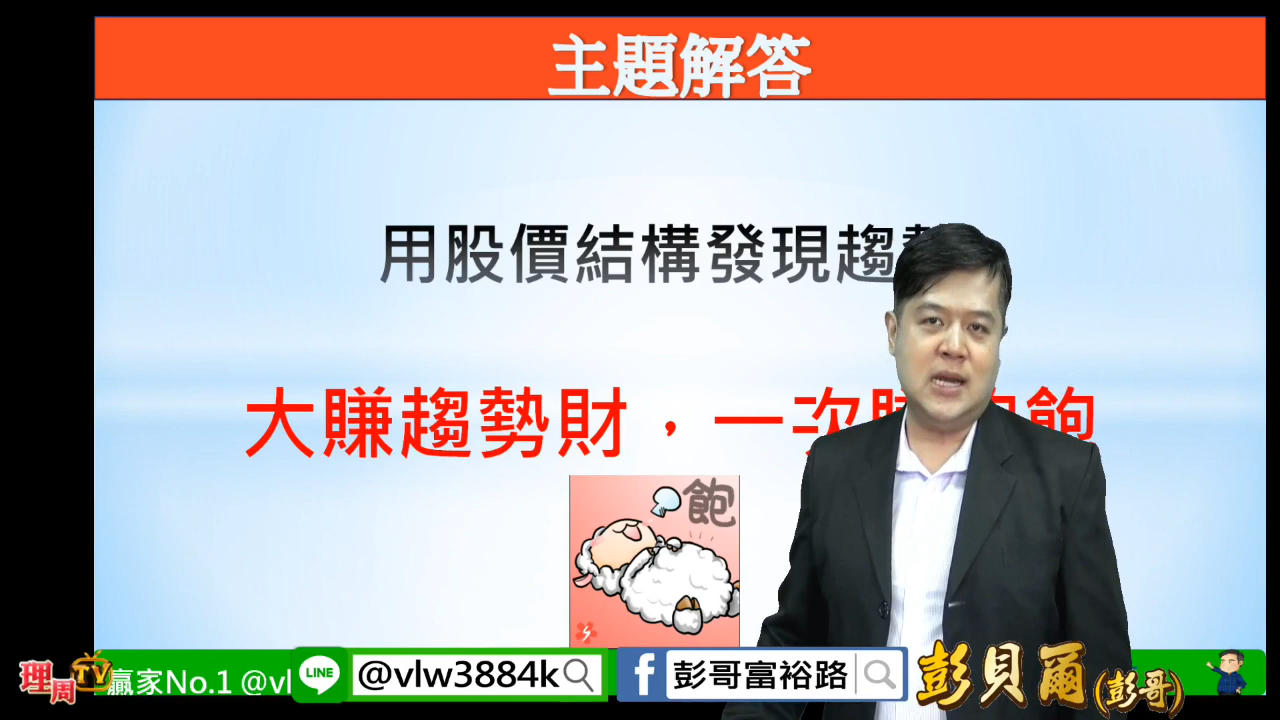 主題解答
用股價結構發現趨
大賺趨勢財,一次
飽
理周TV
贏家No.1 @vl
LINE
@vlw3884k
f 彭哥富裕路
彭貝爾(彭哥)